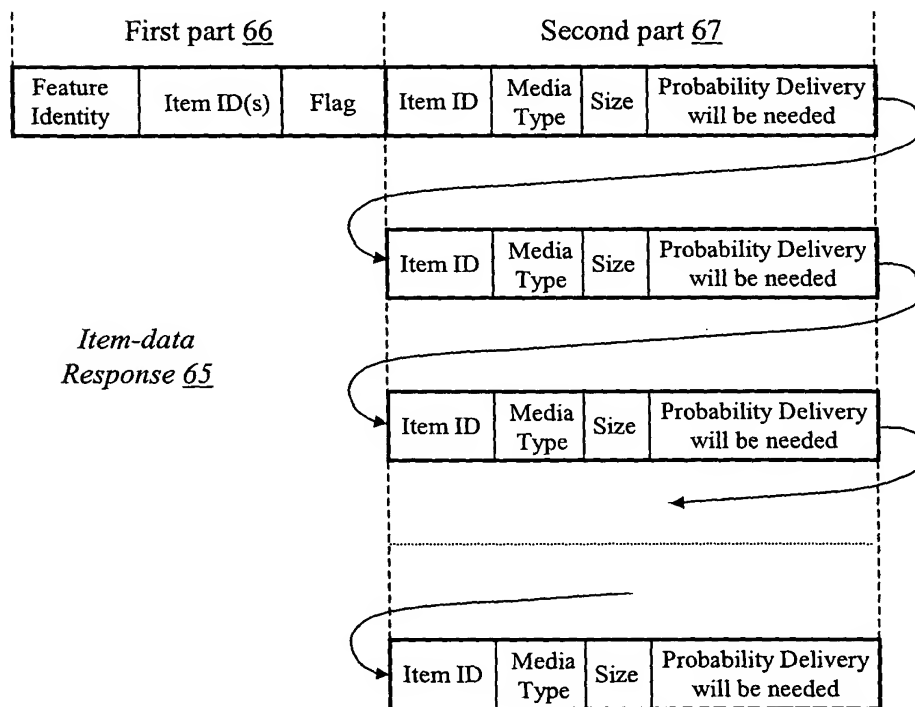 First part 66
Second part 67
Feature Identity
Item ID(s)
Flag
Item ID
Media Type
Size
Probability Delivery will be needed
Item ID
Media Type
Size
Probability Delivery will be needed
Item-data
Response 65
Item ID
Media Type
Size
Probability Delivery will be needed
Item ID
Media Type
Size
Probability Delivery will be needed